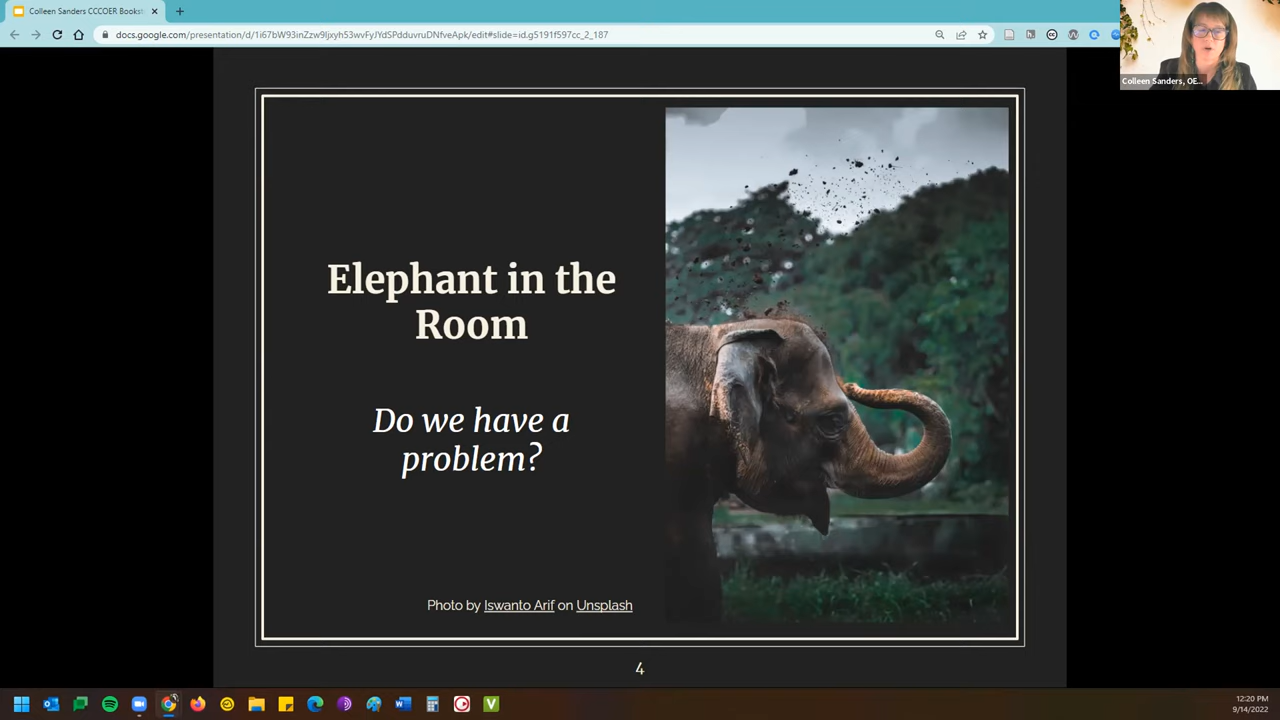 Colleen Sanders CCCOER Bookst
docs.google.com/presentation/d/1i67bW93inZzw9ljxyh53wvFyJYdSPdduvruDNfveApk/edit#slide=id.g5191f597cc_2_187
Colleen Sanders, OE...
Elephant in the
Room
Do we have a
problem?
Photo by Iswanto Arif on Unsplash
4
12:20 PM
9/14/2022